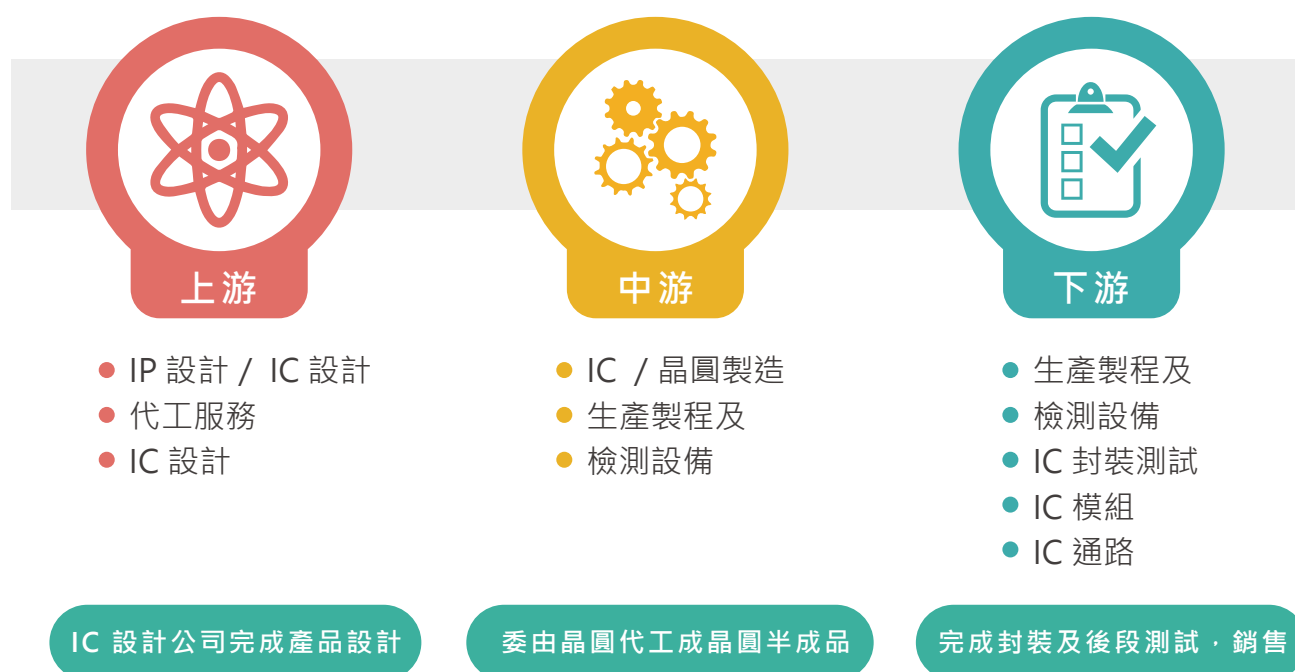 上游
IP 設計 / IC 設計
代工服務
IC 設計
IC 設計公司完成產品設計
中游
IC / 晶圓製造
生產製程及
檢測設備
委由晶圓代工成晶圓半成品
下游
生產製程及
檢測設備
IC 封裝測試
IC 模組
IC 通路
完成封裝及後段測試，銷售